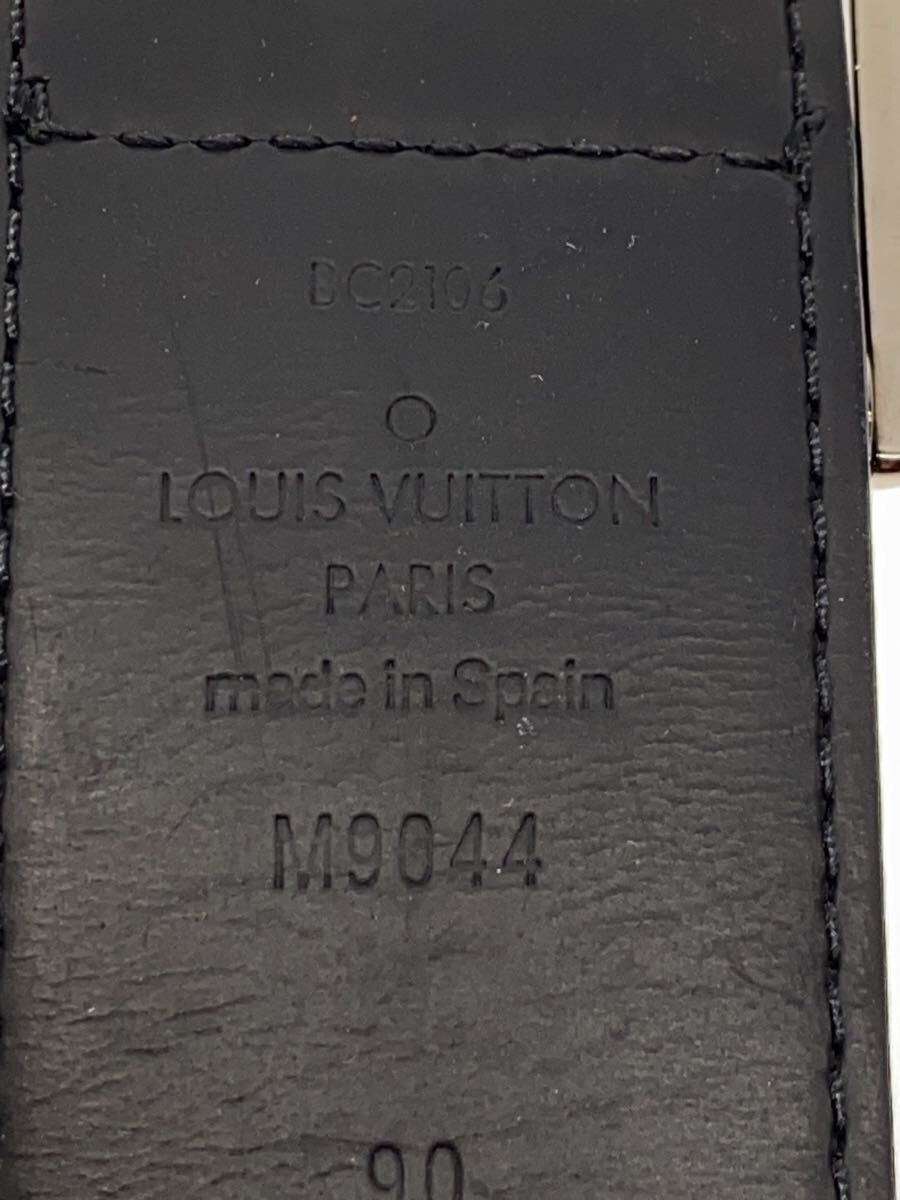 BC2106
O
LOUIS VUITTON
PARIS
made in Spain
M9044
90